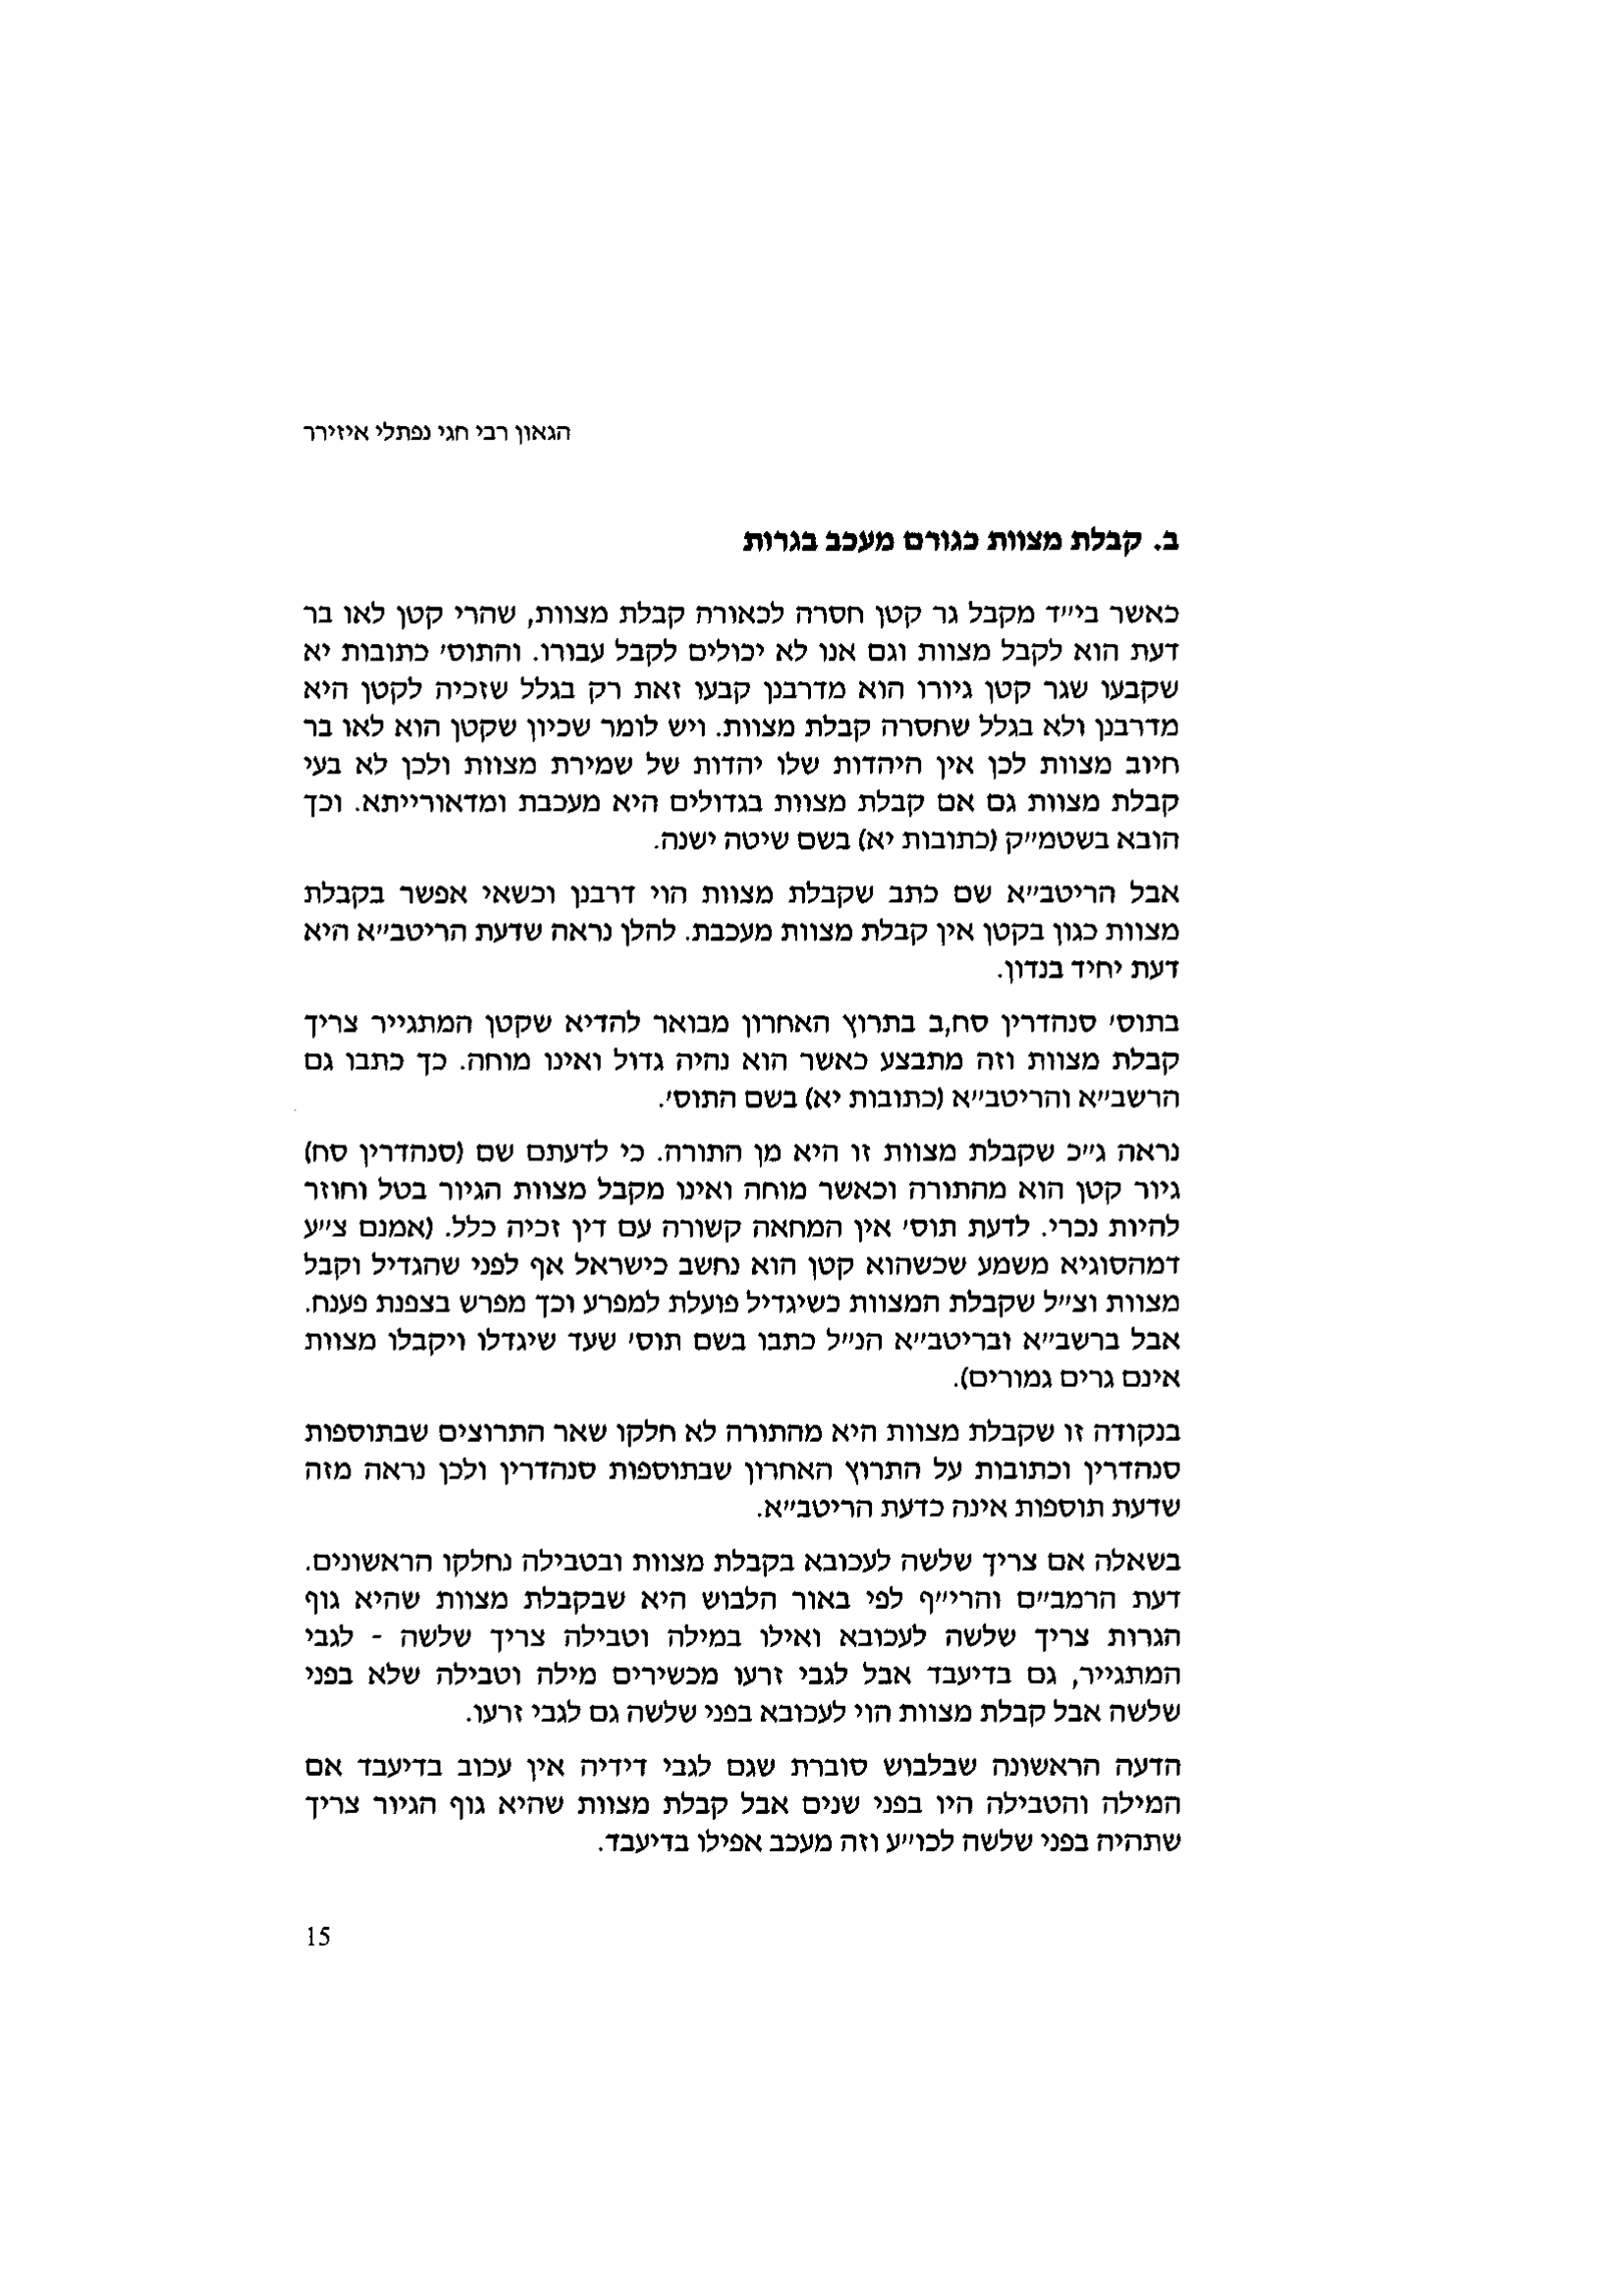 הגאון רבי חגי נפתלי איזירר
ב. קבלת מצוות כגורם מעכב בגרות
כאשר בי״ד מקבל גר קטן חסרה לכאורה קבלת מצוות, שהרי קטן לאו בר
דעת הוא לקבל מצוות וגם אנו לא יכולים לקבל עבורו. והתוס׳ כתובות יא
שקבעו שגר קטן גיורו הוא מדרבנן קבעו זאת רק בגלל שזכיה לקטן היא
מדרבנן ולא בגלל שחסרה קבלת מצוות. ויש לומר שכיון שקטן הוא לאו בר
חיוב מצוות לכן אין היהדות שלו יהדות של שמירת מצוות ולכן לא בעי
קבלת מצוות גם אם קבלת מצוות בגדולים היא מעכבת ומדאורייתא. וכך
הובא בשטמ״ק (כתובות יא) בשם שיטה ישנה.
אבל הריטב״א שם כתב שקבלת מצוות הוי דרבנן וכשאי אפשר בקבלת
מצוות כגון בקטן אין קבלת מצוות מעכבת. להלן נראה שדעת הריטב״א היא
דעת יחיד בנדון.
בתוס׳ סנהדרין סח,ב בתרוץ האחרון מבואר להדיא שקטן המתגייר צריך
קבלת מצוות וזה מתבצע כאשר הוא נהיה גדול ואינו מוחה. כך כתבו גם
הרשב״א והריטב״א (כתובות יא) בשם התוס׳.
נראה ג״כ שקבלת מצוות זו היא מן התורה. כי לדעתם שם (סנהדרין סח)
גיור קטן הוא מהתורה וכאשר מוחה ואינו מקבל מצוות הגיור בטל וחוזר
להיות נכרי. לדעת תוס׳ אין המחאה קשורה עם דין זכיה כלל. (אמנם צ״ע
דמהסוגיא משמע שכשהוא קטן הוא נחשב כישראל אף לפני שהגדיל וקבל
מצוות וצ״ל שקבלת המצוות כשיגדיל פועלת למפרע וכך מפרש בצפנת פענח.
אבל ברשב״א ובריטב״א הנ״ל כתבו בשם תוס׳ שעד שיגדלו ויקבלו מצוות
אינם גרים גמורים).
בנקודה זו שקבלת מצוות היא מהתורה לא חלקו שאר התרוצים שבתוספות
סנהדרין וכתובות על התרוץ האחרון שבתוספות סנהדרין ולכן נראה מזה
שדעת תוספות אינה כדעת הריטב״א.
בשאלה אם צריך שלשה לעכובא בקבלת מצוות ובטבילה נחלקו הראשונים.
דעת הרמב״ם והרי״ף לפי באור הלבוש היא שבקבלת מצוות שהיא גוף
הגרות צריך שלשה לעכובא ואילו במילה וטבילה צריך שלשה - לגבי
המתגייר, גם בדיעבד אבל לגבי זרעו מכשירים מילה וטבילה שלא בפני
שלשה אבל קבלת מצוות הוי לעכובא בפני שלשה גם לגבי זרעו.
הדעה הראשונה שבלבוש סוברת שגם לגבי דידיה אין עכוב בדיעבד אם
המילה והטבילה היו בפני שנים אבל קבלת מצוות שהיא גוף הגיור צריך
שתהיה בפני שלשה לכו״ע וזה מעכב אפילו בדיעבד.
15